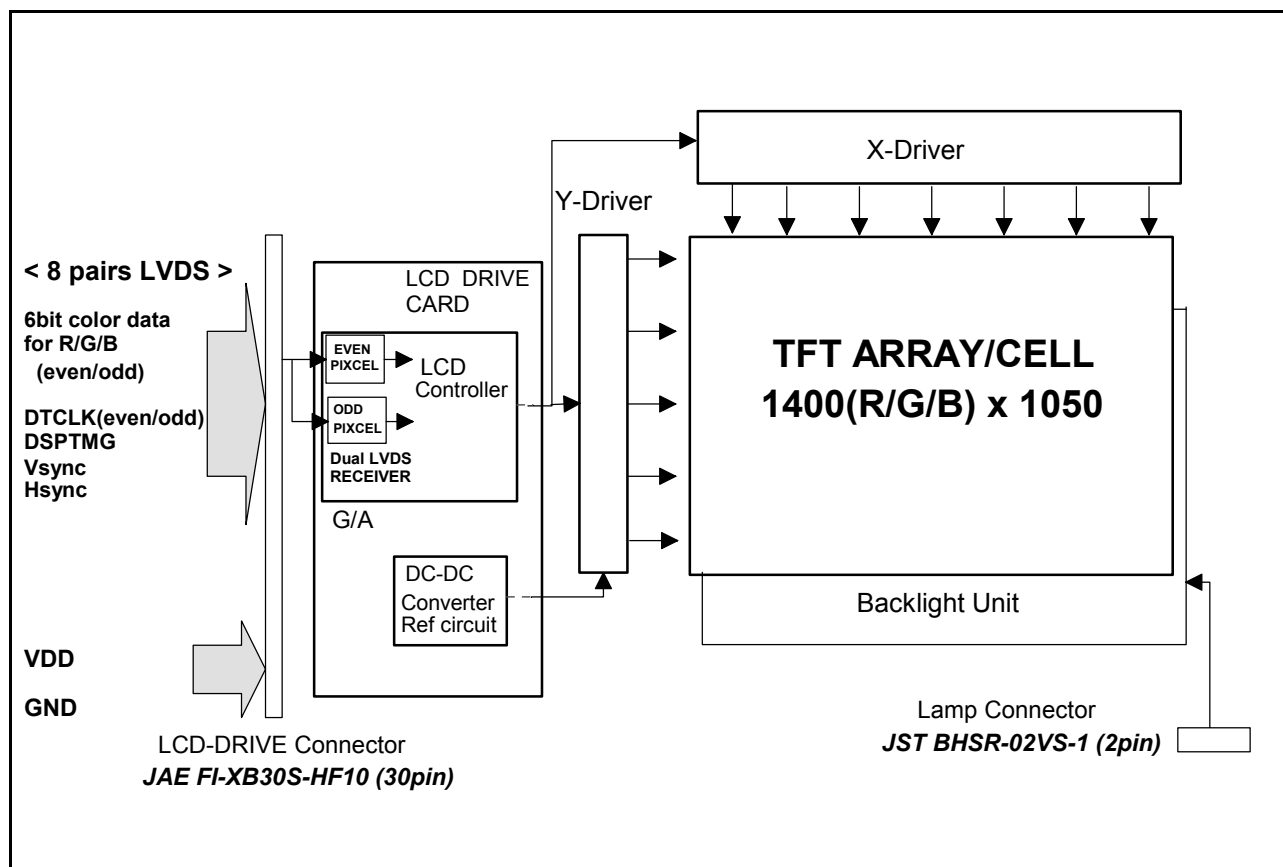 X-Driver
Y-Driver
< 8 pairs LVDS >
6bit color data
for R/G/B
(even/odd)
DTCLK(even/odd)
DSPTMG
Vsync
Hsync
VDD
GND
LCD DRIVE
CARD
EVEN
PIXCEL
LCD
Controller
ODD
PIXCEL
Dual LVDS
RECEIVER
G/A
DC-DC
Converter
Ref circuit
TFT ARRAY/CELL
1400(R/G/B) x 1050
Backlight Unit
LCD-DRIVE Connector
JAE FI-XB30S-HF10 (30pin)
Lamp Connector
JST BHSR-02VS-1 (2pin)